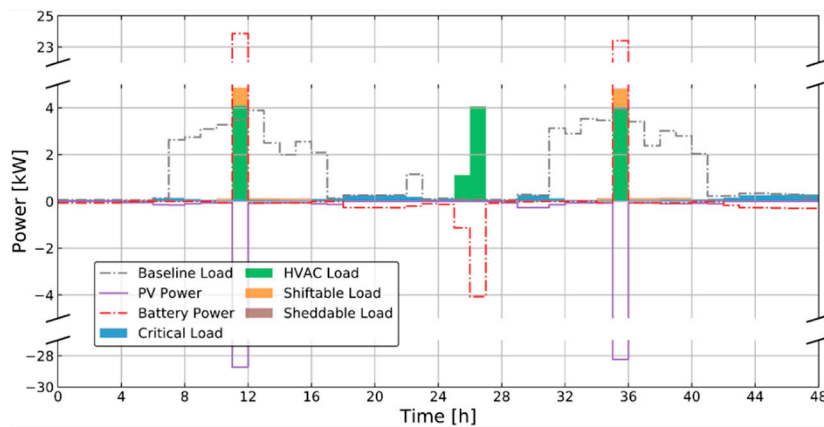 25
23
4
2
0
−2
−4
−28
−30
Power [kW]
Baseline Load
PV Power
Battery Power
Critical Load
HVAC Load
Shiftable Load
Sheddable Load
0 4 8 12 16 20 24 28 32 36 40 44 48
Time [h]